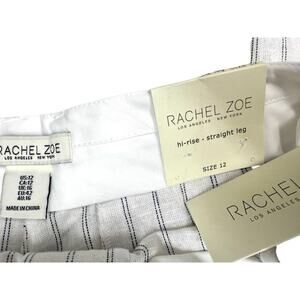 RACHEL ZOE
LOS ANGELES NEW YORK
US:12
CA:12
UK:16
EU:42
AU:16
MADE IN CHINA
RACHEL ZOE
LOS ANGELES NEW YORK
hi-rise - straight leg
SIZE 12
RACHEL
LOS ANGELES